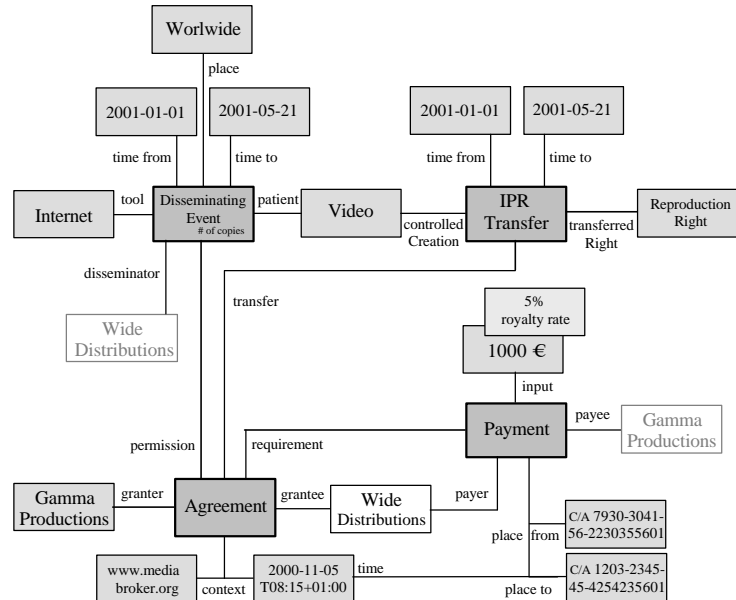 Worlwide
place
2001-01-01
2001-05-21
2001-01-01
2001-05-21
time from
time to
time from
time to
Internet
tool
Disseminating
Event
# of copies
patient
Video
controlled
Creation
IPR
Transfer
transferred
Right
Reproduction
Right
disseminator
transfer
Wide
Distributions
5%
royalty rate
1000 €
input
permission
requirement
Payment
payee
Gamma
Productions
Gamma
Productions
granter
Agreement
grantee
Wide
Distributions
payer
place
from
C/A 7930-3041-
56-2230355601
www.media
broker.org
context
2000-11-05
T08:15+01:00
time
place to
C/A 1203-2345-
45-4254235601